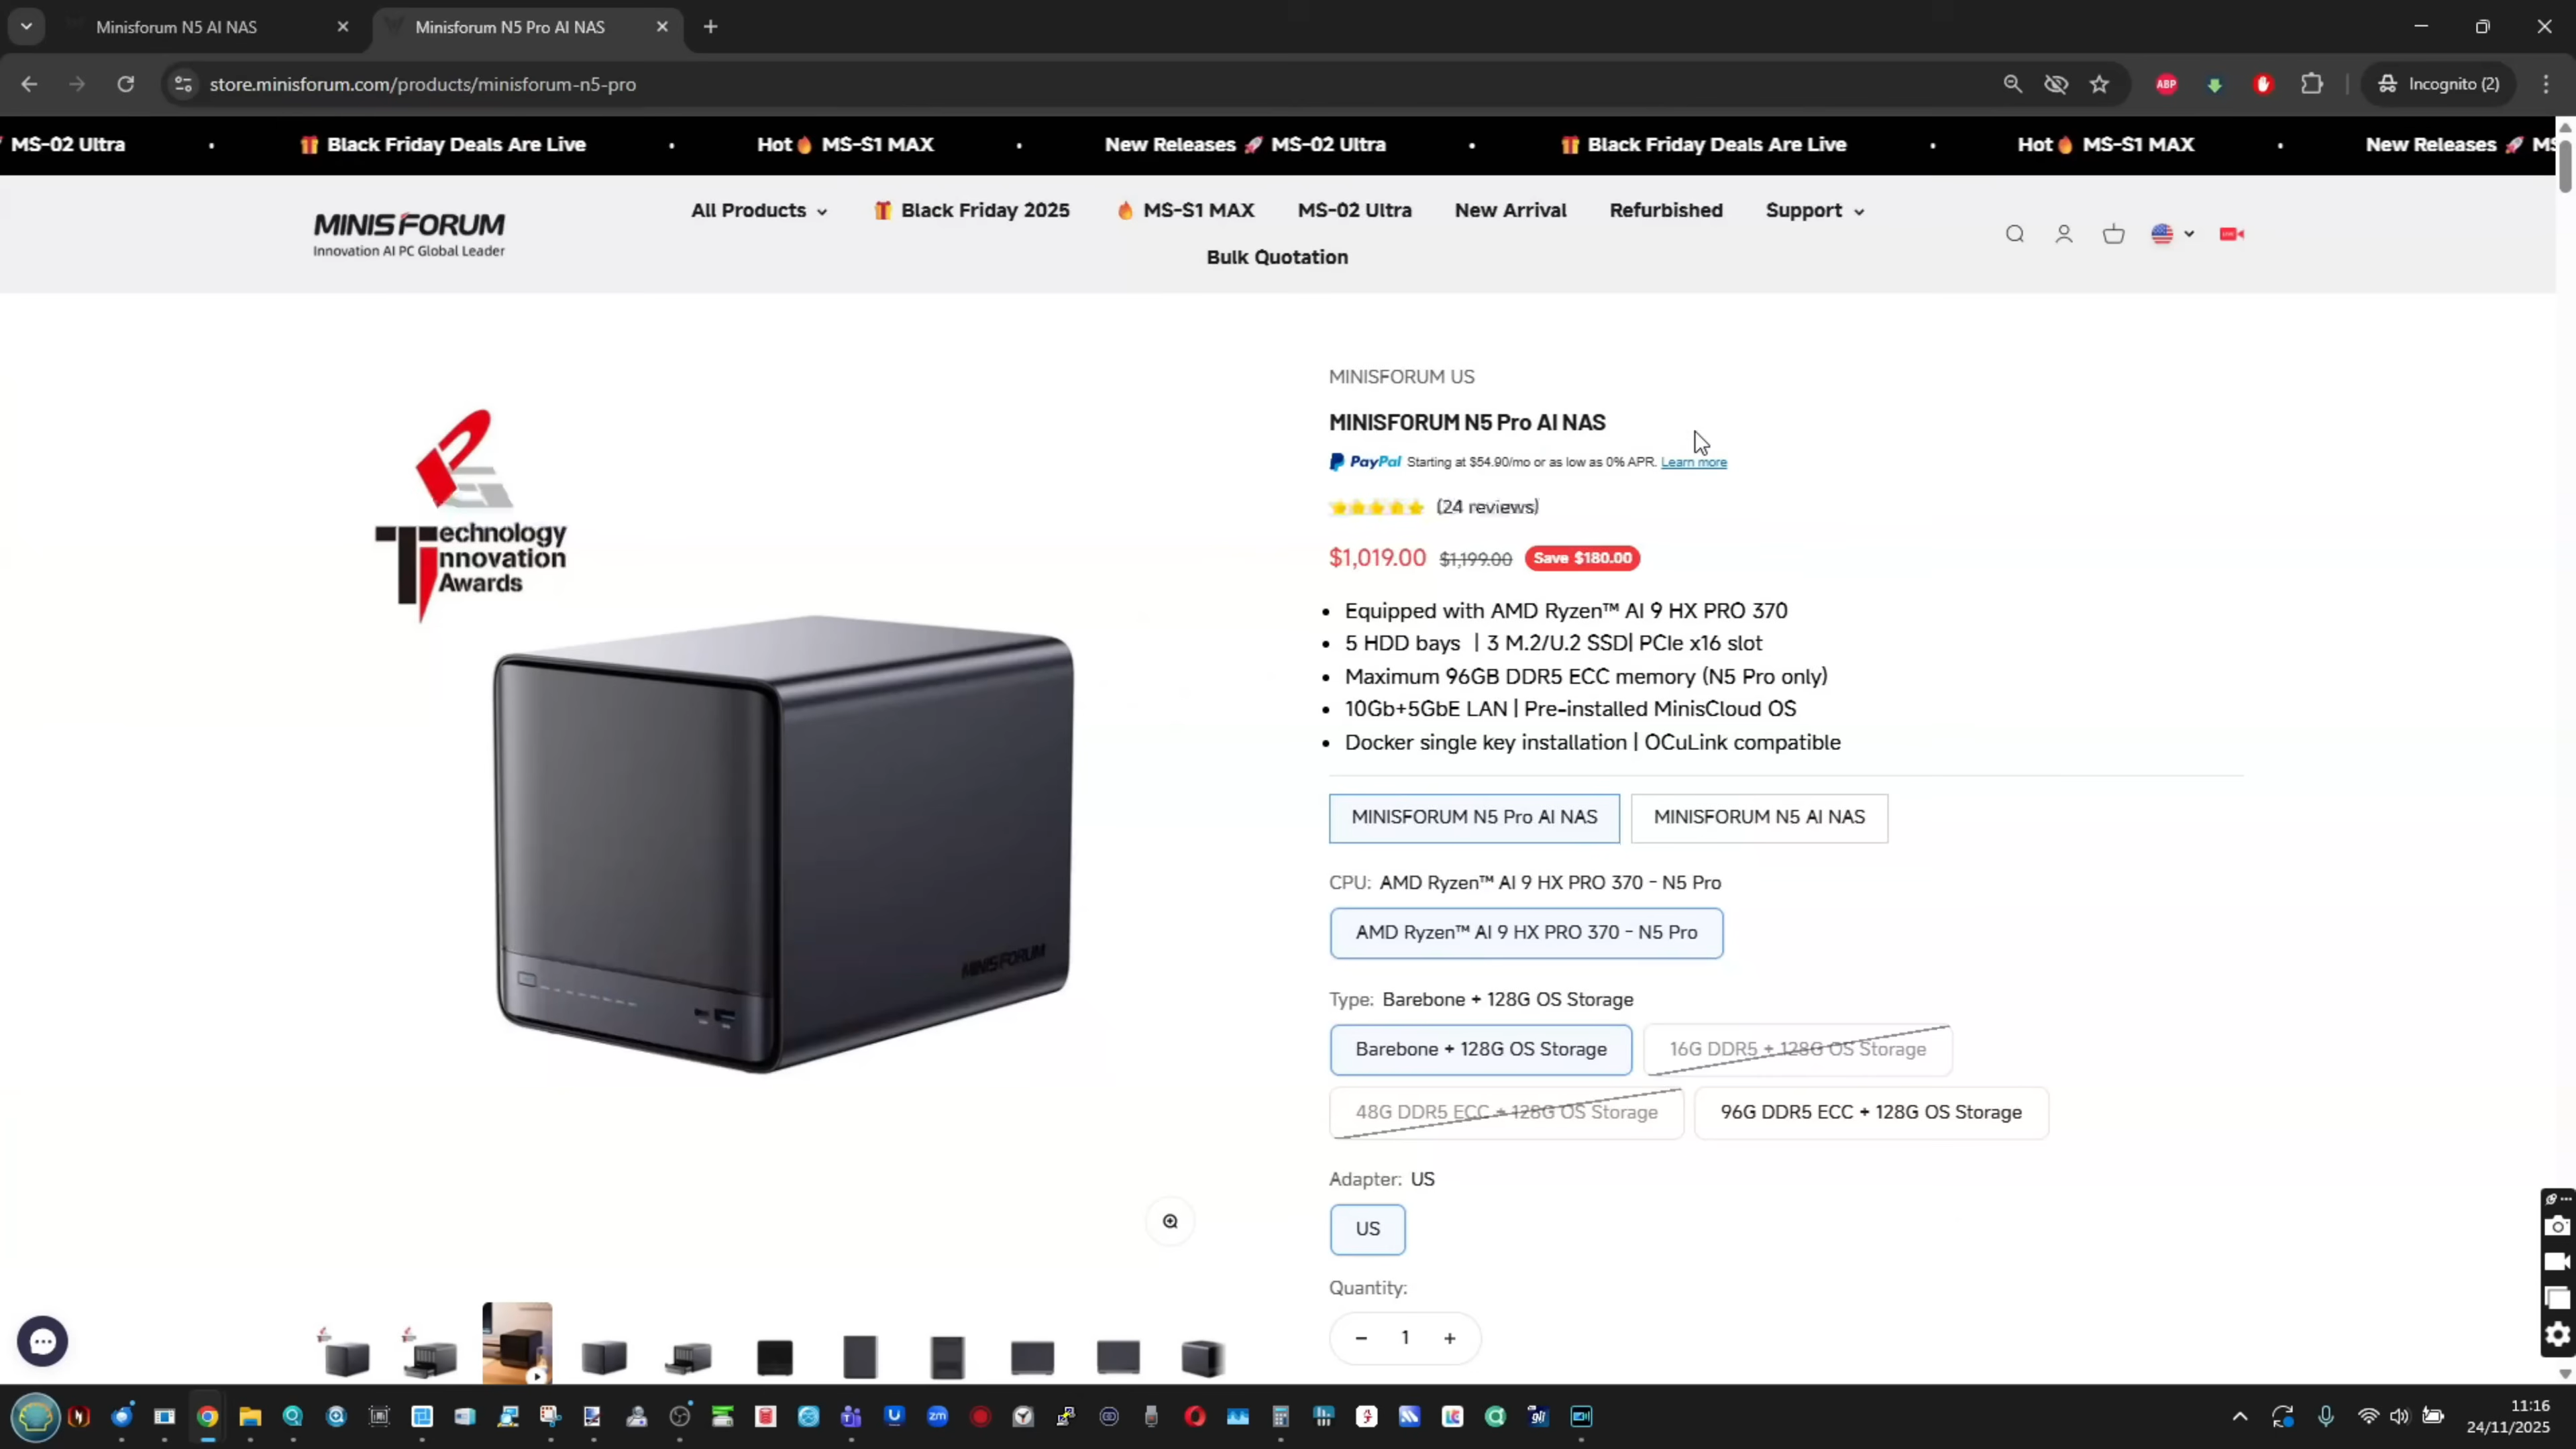 Minisforum N5 AI NAS
Minisforum N5 Pro AI NAS
store.minisforum.com/products/minisforum-n5-pro
ABP
Incognito (2)
MS-02 Ultra • 🎁 Black Friday Deals Are Live • Hot🔥 MS-S1 MAX • New Releases 🚀 MS-02 Ultra • 🎁 Black Friday Deals Are Live • Hot🔥 MS-S1 MAX • New Releases 🚀 MS
MINISFORUM
Innovation AI PC Global Leader
All Products
🎁 Black Friday 2025
🔥 MS-S1 MAX
MS-02 Ultra
New Arrival
Refurbished
Support
Bulk Quotation
Technology
Innovation
Awards
MINISFORUM
MINISFORUM US
MINISFORUM N5 Pro AI NAS
PayPal Starting at $54.90/mo or as low as 0% APR. Learn more
(24 reviews)
$1,019.00 $1,199.00 Save $180.00
• Equipped with AMD Ryzen™ AI 9 HX PRO 370
• 5 HDD bays | 3 M.2/U.2 SSD| PCIe x16 slot
• Maximum 96GB DDR5 ECC memory (N5 Pro only)
• 10Gb+5GbE LAN | Pre-installed MinisCloud OS
• Docker single key installation | OCuLink compatible
MINISFORUM N5 Pro AI NAS
MINISFORUM N5 AI NAS
CPU: AMD Ryzen™ AI 9 HX PRO 370 - N5 Pro
AMD Ryzen™ AI 9 HX PRO 370 - N5 Pro
Type: Barebone + 128G OS Storage
Barebone + 128G OS Storage
16G DDR5 + 128G OS Storage
48G DDR5 ECC + 128G OS Storage
96G DDR5 ECC + 128G OS Storage
Adapter: US
US
Quantity:
− 1 +
zm
11:16
24/11/2025